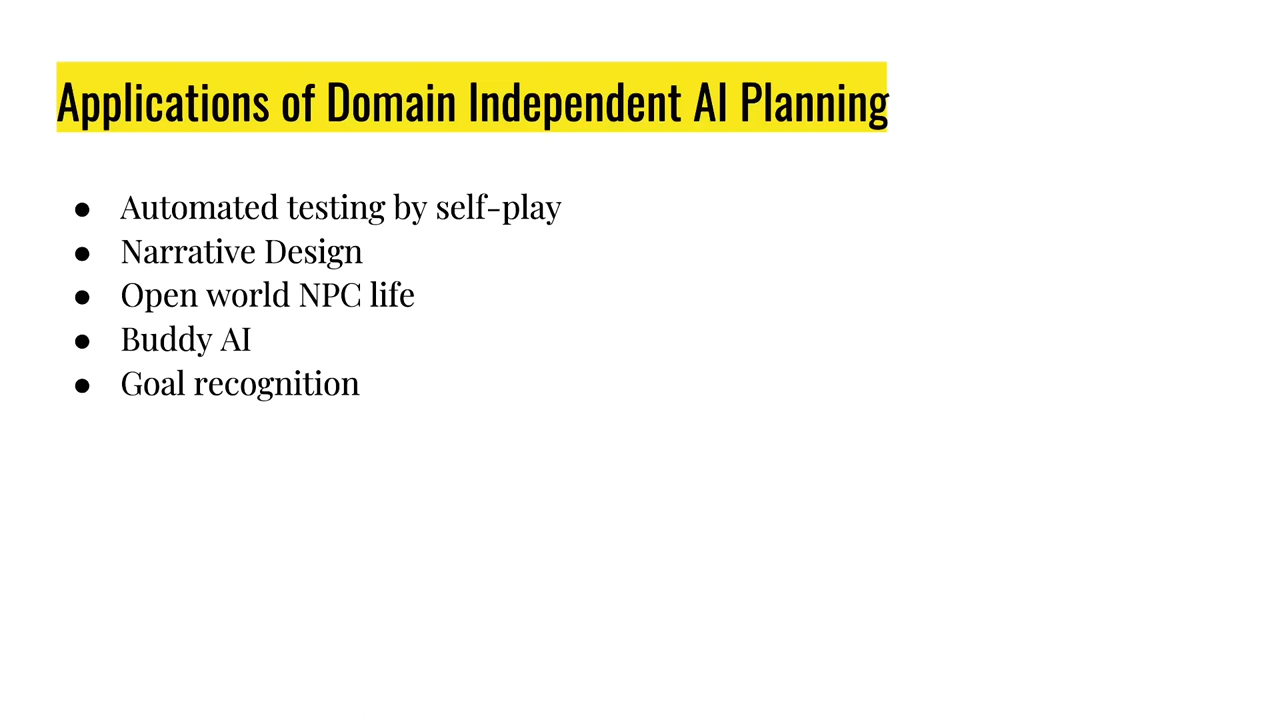 Applications of Domain Independent AI Planning
● Automated testing by self-play
● Narrative Design
● Open world NPC life
● Buddy AI
● Goal recognition